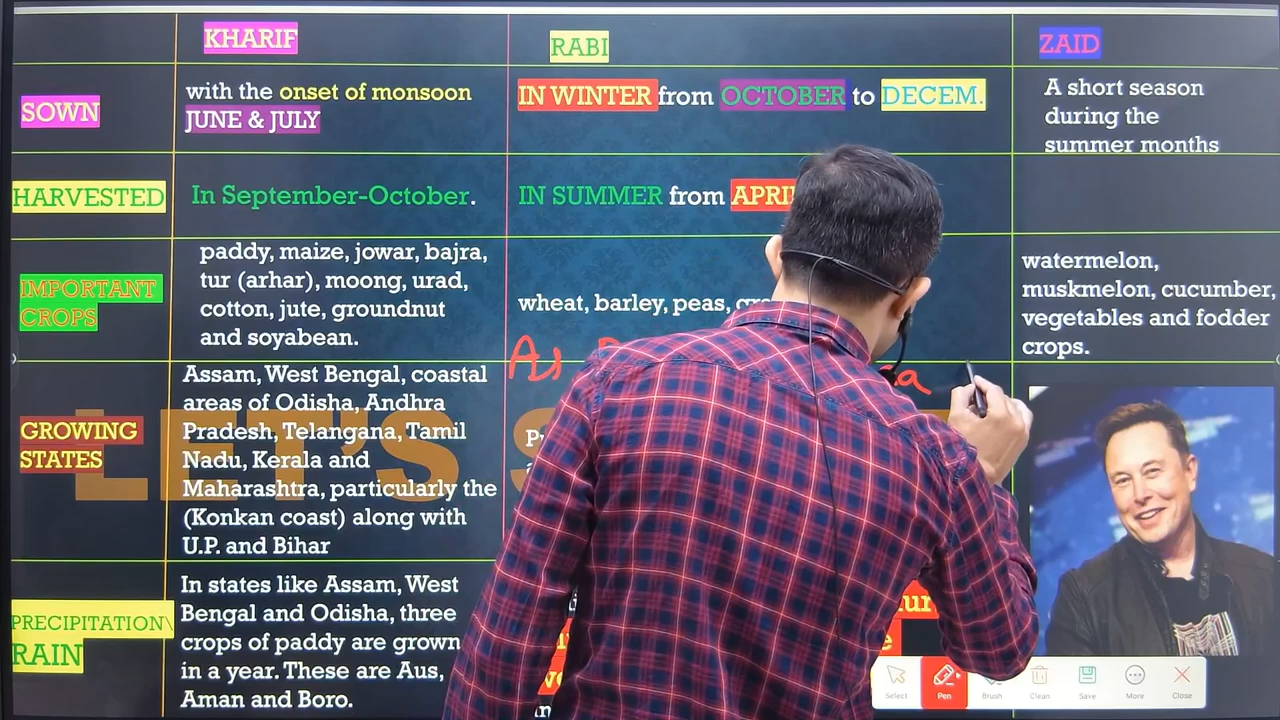 KHARIF
RABI
ZAID
SOWN
with the onset of monsoon
JUNE & JULY
IN WINTER from OCTOBER to DECEM.
A short season
during the
summer months
HARVESTED
In September-October.
IN SUMMER from
IMPORTANT
CROPS
paddy, maize, jowar, bajra,
tur (arhar), moong, urad,
cotton, jute, groundnut
and soyabean.
wheat, barley, peas,
watermelon,
muskmelon, cucumber,
vegetables and fodder
crops.
GROWING
STATES
Assam, West Bengal, coastal
areas of Odisha, Andhra
Pradesh, Telangana, Tamil
Nadu, Kerala and
Maharashtra, particularly the
(Konkan coast) along with
U.P. and Bihar
LET'S
PRECIPITATION\
RAIN
In states like Assam, West
Bengal and Odisha, three
crops of paddy are grown
in a year. These are Aus,
Aman and Boro.
Select
Pen
Brush
Clean
Save
More
Close